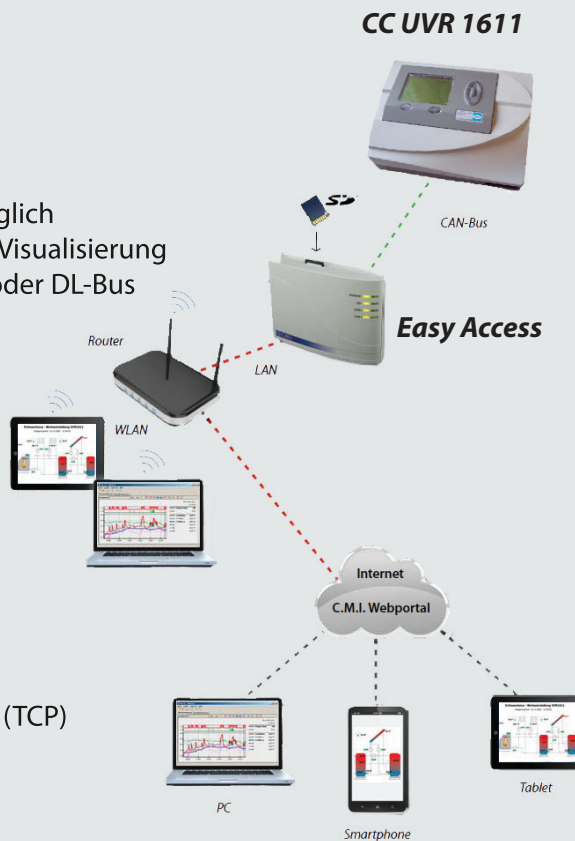 CC UVR 1611
CAN-Bus
glich
Visualisierung
oder DL-Bus
Easy Access
Router
LAN
WLAN
Internet
C.M.I. Webportal
(TCP)
PC
Smartphone
Tablet